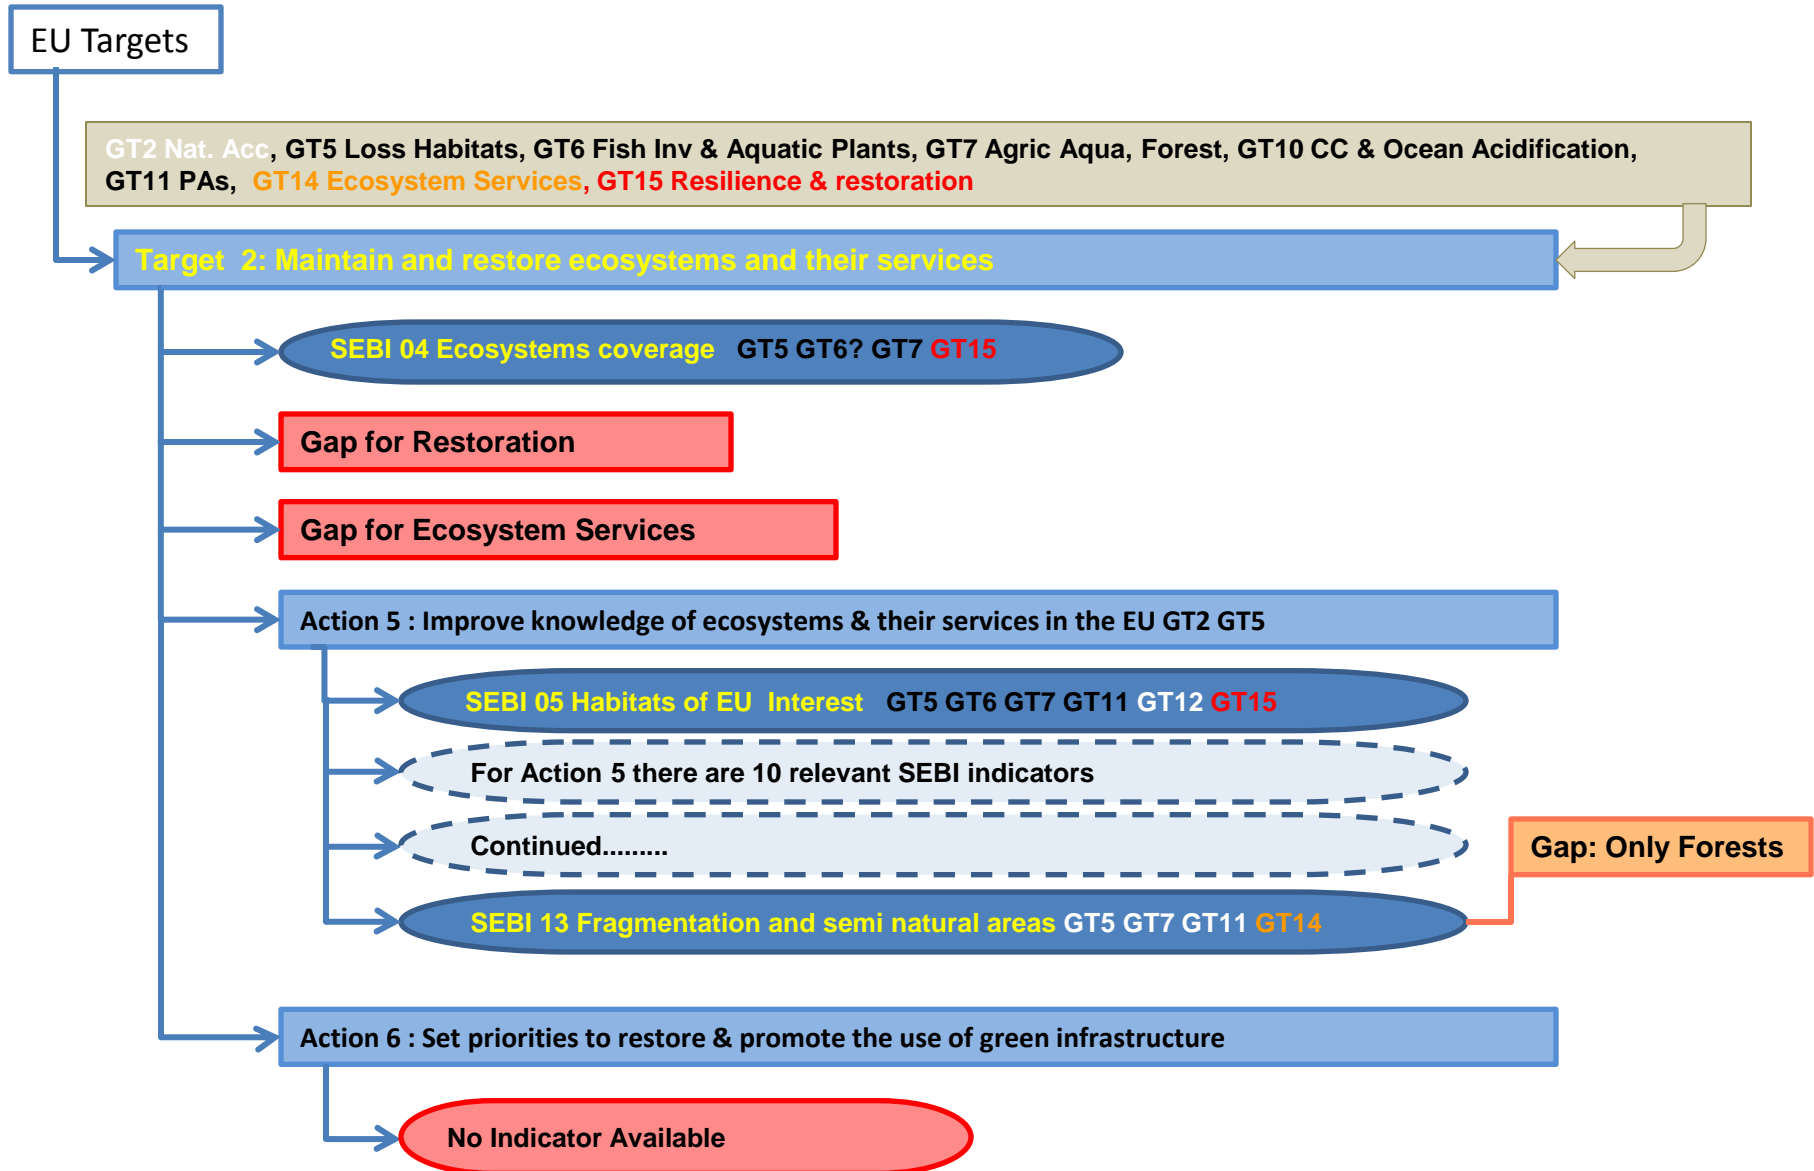 EU Targets
GT2 Nat. Acc, GT5 Loss Habitats, GT6 Fish Inv & Aquatic Plants, GT7 Agric Aqua, Forest, GT10 CC & Ocean Acidification,
GT11 PAs, GT14 Ecosystem Services, GT15 Resilience & restoration
Target 2: Maintain and restore ecosystems and their services
SEBI 04 Ecosystems coverage GT5 GT6? GT7 GT15
Gap for Restoration
Gap for Ecosystem Services
Action 5 : Improve knowledge of ecosystems & their services in the EU GT2 GT5
SEBI 05 Habitats of EU Interest GT5 GT6 GT7 GT11 GT12 GT15
For Action 5 there are 10 relevant SEBI indicators
Continued.........
Gap: Only Forests
SEBI 13 Fragmentation and semi natural areas GT5 GT7 GT11 GT14
Action 6 : Set priorities to restore & promote the use of green infrastructure
No Indicator Available